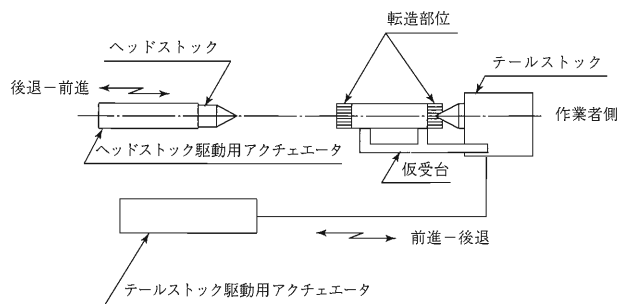 転造部位
ヘッドストック
テールストック
後退−前進
作業者側
ヘッドストック駆動用アクチェエータ
仮受台
前進−後退
テールストック駆動用アクチェエータ